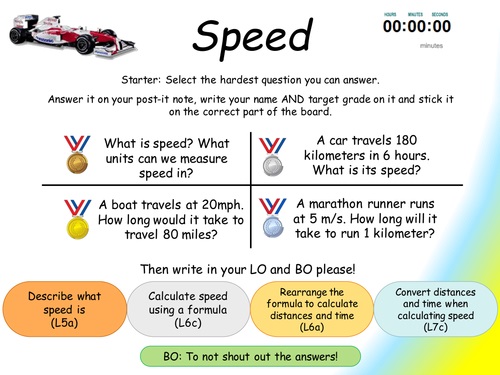 Speed
HOURS MINUTES SECONDS
00:00:00
minutes
Starter: Select the hardest question you can answer.
Answer it on your post-it note, write your name AND target grade on it and stick it
on the correct part of the board.
What is speed? What
units can we measure
speed in?
A car travels 180
kilometers in 6 hours.
What is its speed?
A boat travels at 20mph.
How long would it take to
travel 80 miles?
A marathon runner runs
at 5 m/s. How long will it
take to run 1 kilometer?
Then write in your LO and BO please!
Describe what
speed is
(L5a)
Calculate speed
using a formula
(L6c)
Rearrange the
formula to calculate
distances and time
(L6a)
Convert distances
and time when
calculating speed
(L7c)
BO: To not shout out the answers!